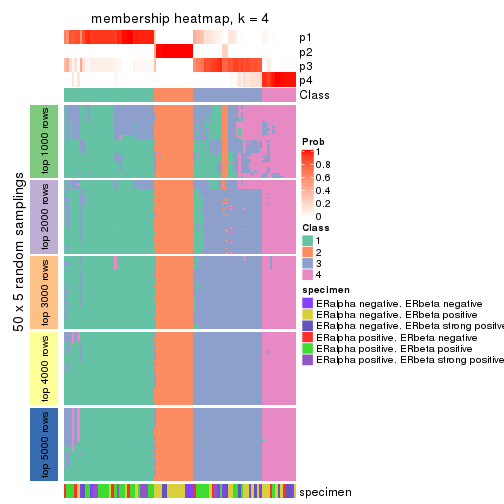 membership heatmap, k = 4
p1
p2
p3
p4
Class
50 x 5 random samplings
top 1000 rows
top 2000 rows
top 3000 rows
top 4000 rows
top 5000 rows
Prob
1
0.8
0.6
0.4
0.2
0
Class
1
2
3
4
specimen
ERalpha negative. ERbeta negative
ERalpha negative. ERbeta positive
ERalpha negative. ERbeta strong positive
ERalpha positive. ERbeta negative
ERalpha positive. ERbeta positive
ERalpha positive. ERbeta strong positive
specimen